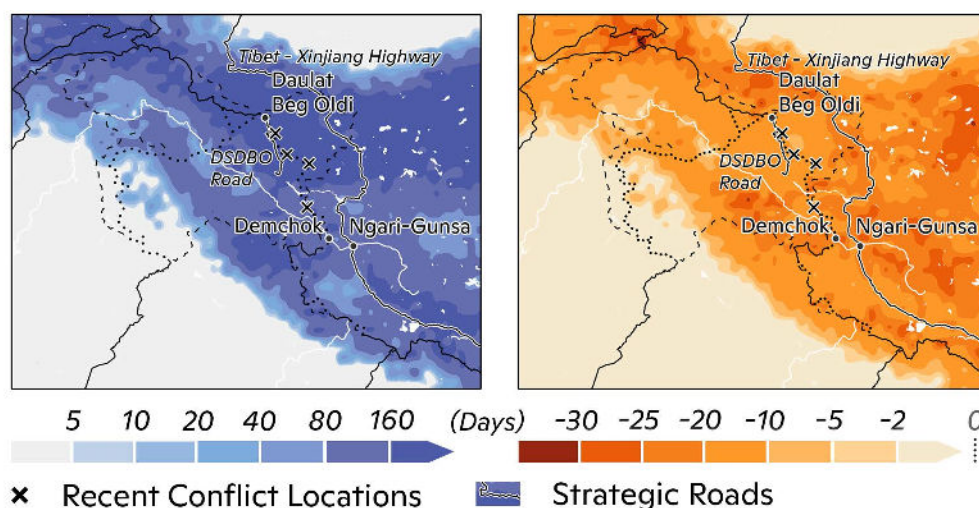 Tibet - Xinjiang Highway
Daulat
Beg Oldi
DSDBO
Road
Demchok
Ngari-Gunsa
Tibet - Xinjiang Highway
Daulat
Beg Oldi
DSDBO
Road
Demchok
Ngari-Gunsa
5 10 20 40 80 160 (Days)
-30 -25 -20 -10 -5 -2 0
Recent Conflict Locations
Strategic Roads